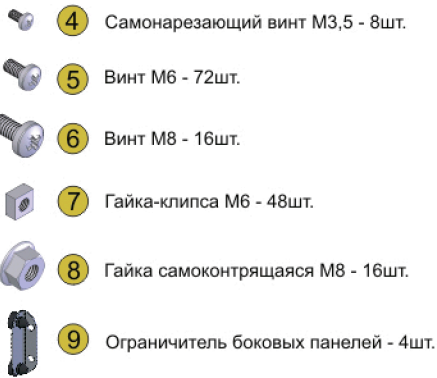 4 Самонарезающий винт М3,5 - 8шт.
5 Винт М6 - 72шт.
6 Винт М8 - 16шт.
7 Гайка-клипса М6 - 48шт.
8 Гайка самоконтрящаяся М8 - 16шт.
9 Ограничитель боковых панелей - 4шт.